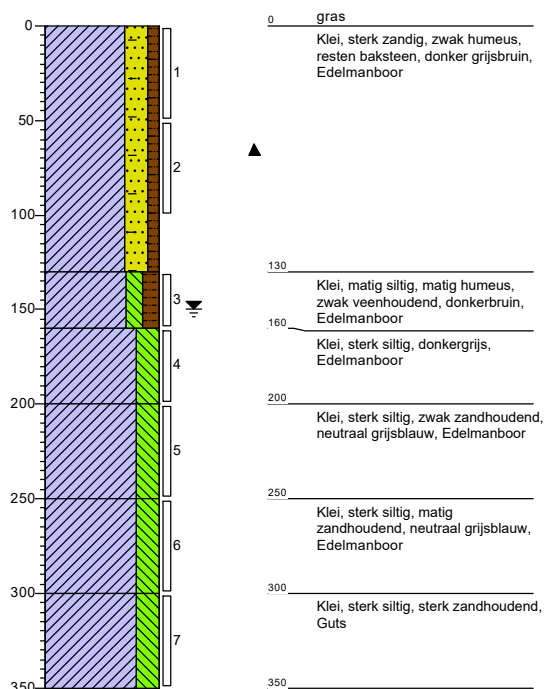 0
50
100
150
200
250
300
350
1
2
3
4
5
6
7
0
gras
Klei, sterk zandig, zwak humeus,
resten baksteen, donker grijsbruin,
Edelmanboor
130
Klei, matig siltig, matig humeus,
zwak veenhoudend, donkerbruin,
Edelmanboor
160
Klei, sterk siltig, donkergrijs,
Edelmanboor
200
Klei, sterk siltig, zwak zandhoudend,
neutraal grijsblauw, Edelmanboor
250
Klei, sterk siltig, matig
zandhoudend, neutraal grijsblauw,
Edelmanboor
300
Klei, sterk siltig, sterk zandhoudend,
Guts
350